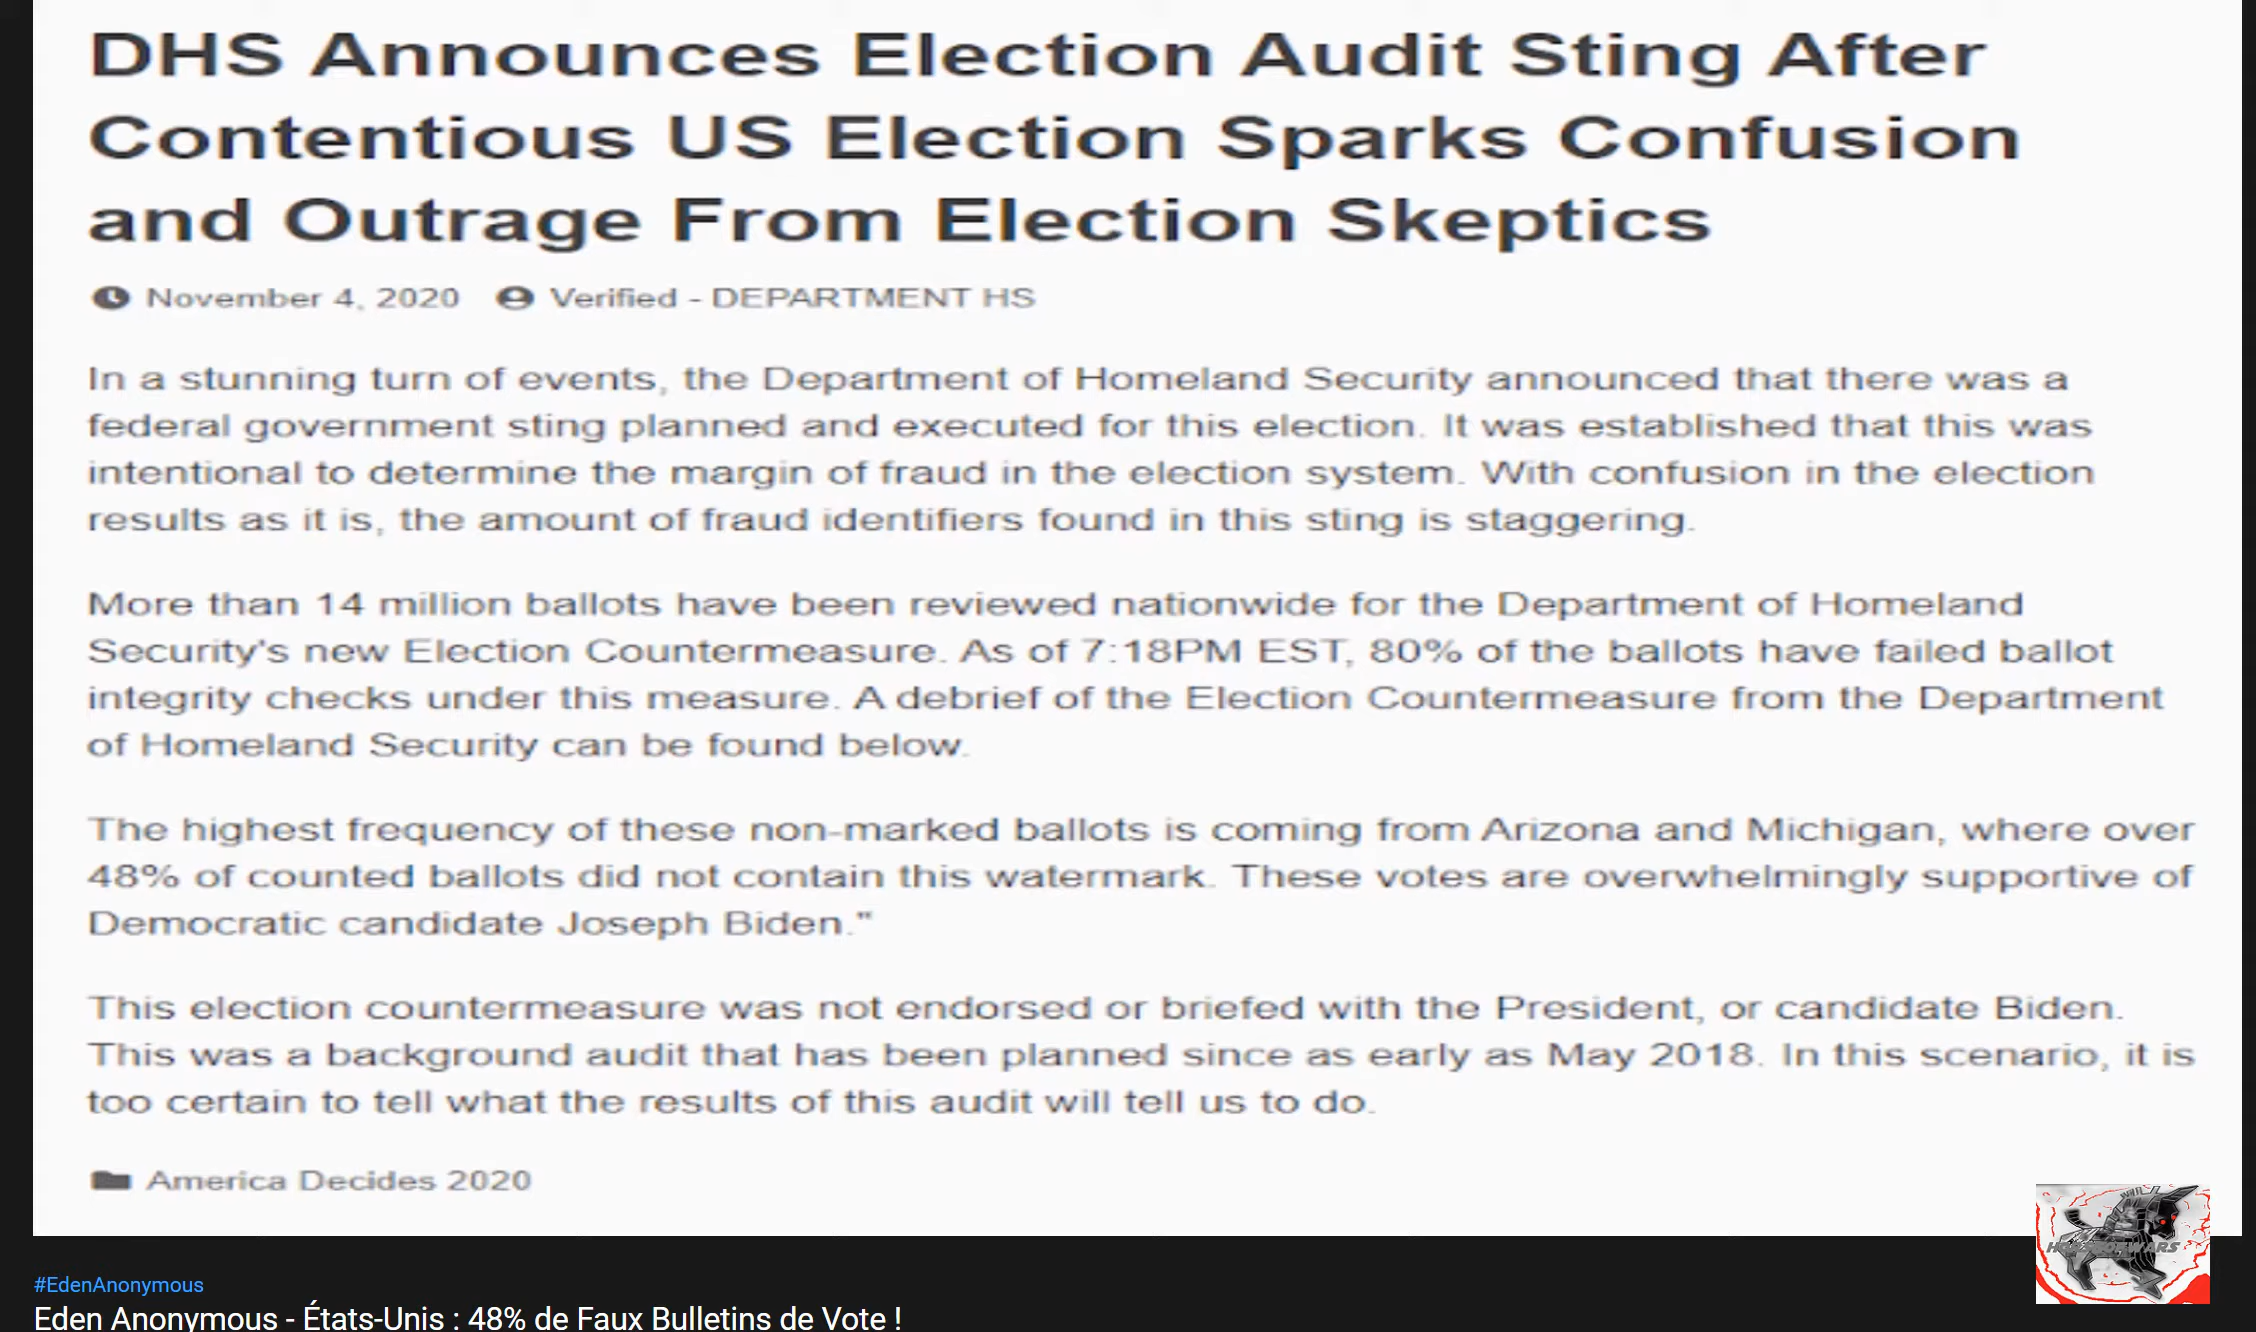 DHS Announces Election Audit Sting After
Contentious US Election Sparks Confusion
and Outrage From Election Skeptics
November 4, 2020 Verified - DEPARTMENT HS
In a stunning turn of events, the Department of Homeland Security announced that there was a
federal government sting planned and executed for this election. It was established that this was
intentional to determine the margin of fraud in the election system. With confusion in the election
results as it is, the amount of fraud identifiers found in this sting is staggering.
More than 14 million ballots have been reviewed nationwide for the Department of Homeland
Security's new Election Countermeasure. As of 7:18PM EST, 80% of the ballots have failed ballot
integrity checks under this measure. A debrief of the Election Countermeasure from the Department
of Homeland Security can be found below.
The highest frequency of these non-marked ballots is coming from Arizona and Michigan, where over
48% of counted ballots did not contain this watermark. These votes are overwhelmingly supportive of
Democratic candidate Joseph Biden."
This election countermeasure was not endorsed or briefed with the President, or candidate Biden.
This was a background audit that has been planned since as early as May 2018. In this scenario, it is
too certain to tell what the results of this audit will tell us to do.
America Decides 2020
#EdenAnonymous
Eden Anonymous - États-Unis : 48% de Faux Bulletins de Vote !